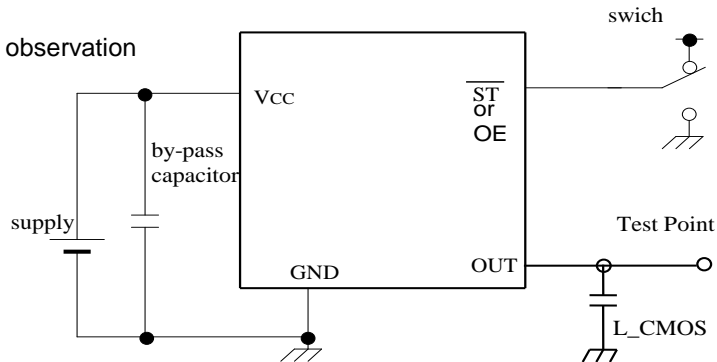 swich
observation
VCC
ST
or
OE
by-pass
capacitor
supply
Test Point
GND
OUT
L_CMOS